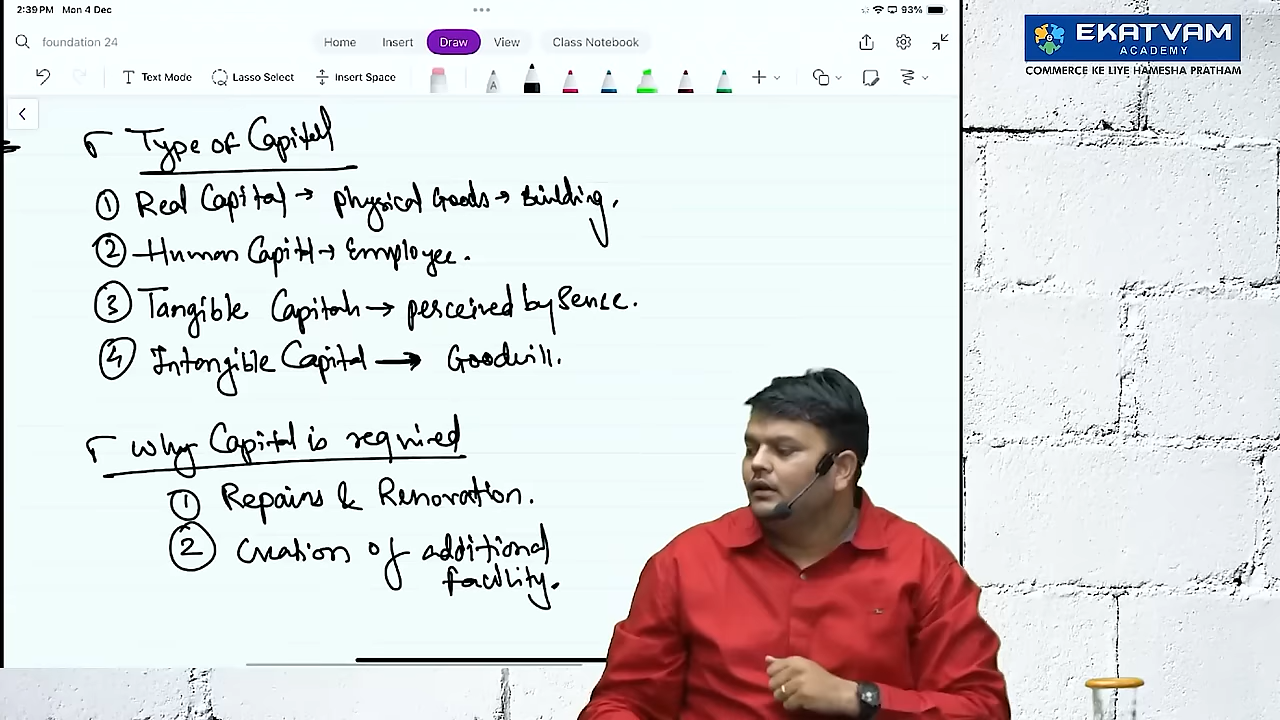 2:39 PM Mon 4 Dec
93%
foundation 24
Home Insert Draw View Class Notebook
Text Mode Lasso Select Insert Space
Type of Capital
① Real Capital → physical Goods → Building.
② Human Capitl → Employee.
③ Tangible Capital → perceived by Sense.
④ Intangible Capital → Goodwill.
Why Capital is required
① Repairs & Renovation.
② Creation of additional
facility.
EKATVAM
ACADEMY
COMMERCE KE LIYE HAMESHA PRATHAM